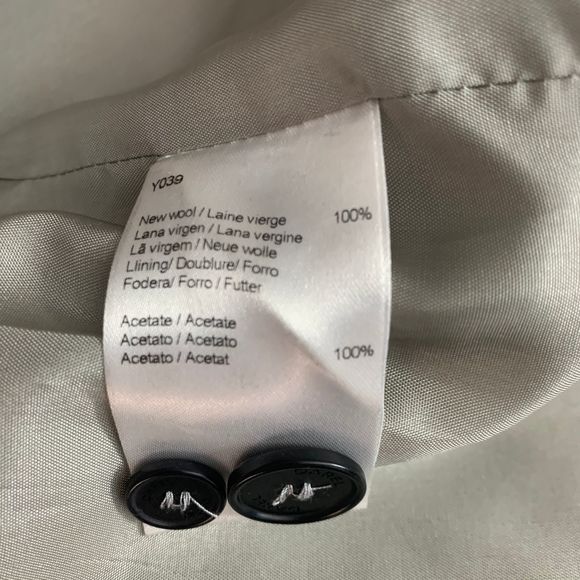 Y039
New wool / Laine vierge 100%
Lana virgen / Lana vergine
Lã virgem / Neue wolle
Llining/ Doublure/ Forro
Fodera/ Forro / Futter
Acetate / Acetate
Acetato / Acetato
Acetato / Acetat 100%